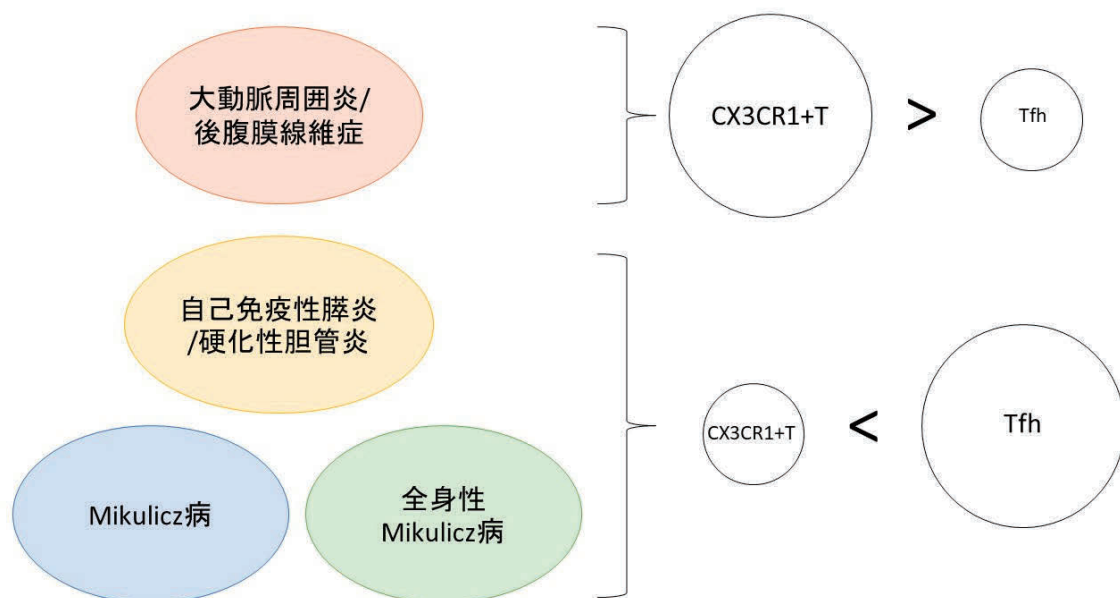 大動脈周囲炎/
後腹膜線維症
CX3CR1+T
>
Tfh
自己免疫性膵炎
/硬化性胆管炎
CX3CR1+T
<
Tfh
Mikulicz病
全身性
Mikulicz病